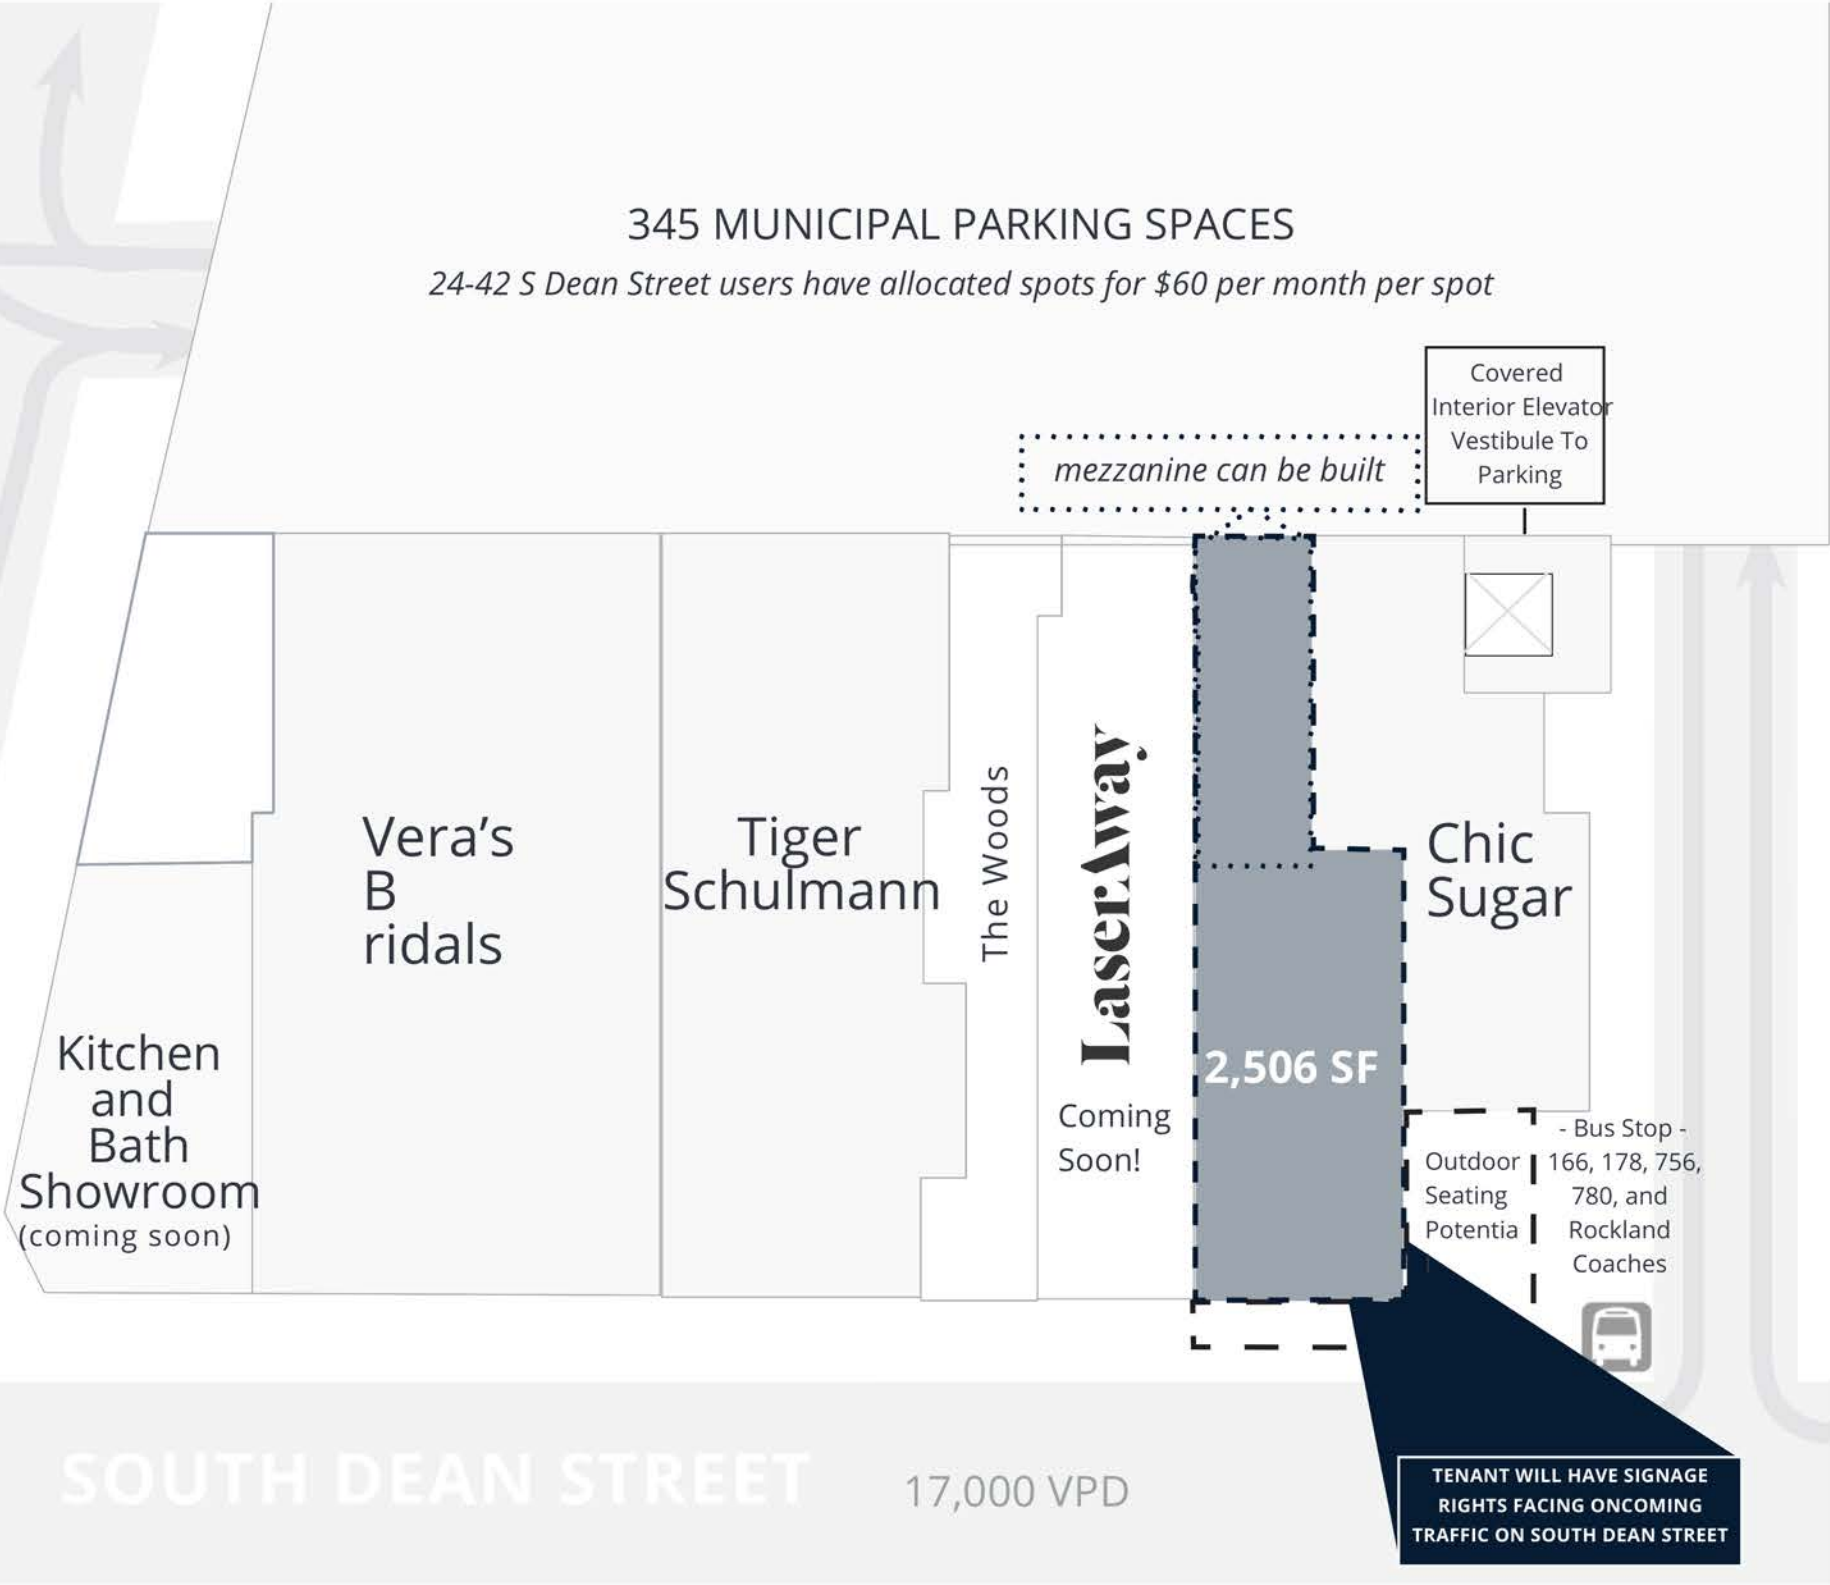 345 MUNICIPAL PARKING SPACES
24-42 S Dean Street users have allocated spots for $60 per month per spot
Covered
Interior Elevator
Vestibule To
Parking
mezzanine can be built
Kitchen
and
Bath
Showroom
(coming soon)
Vera’s
B
ridals
Tiger
Schulmann
The Woods
LaserAway
Coming
Soon!
2,506 SF
Chic
Sugar
Outdoor
Seating
Potentia
l
- Bus Stop -
166, 178, 756,
780, and
Rockland
Coaches
SOUTH DEAN STREET
17,000 VPD
TENANT WILL HAVE SIGNAGE
RIGHTS FACING ONCOMING
TRAFFIC ON SOUTH DEAN STREET